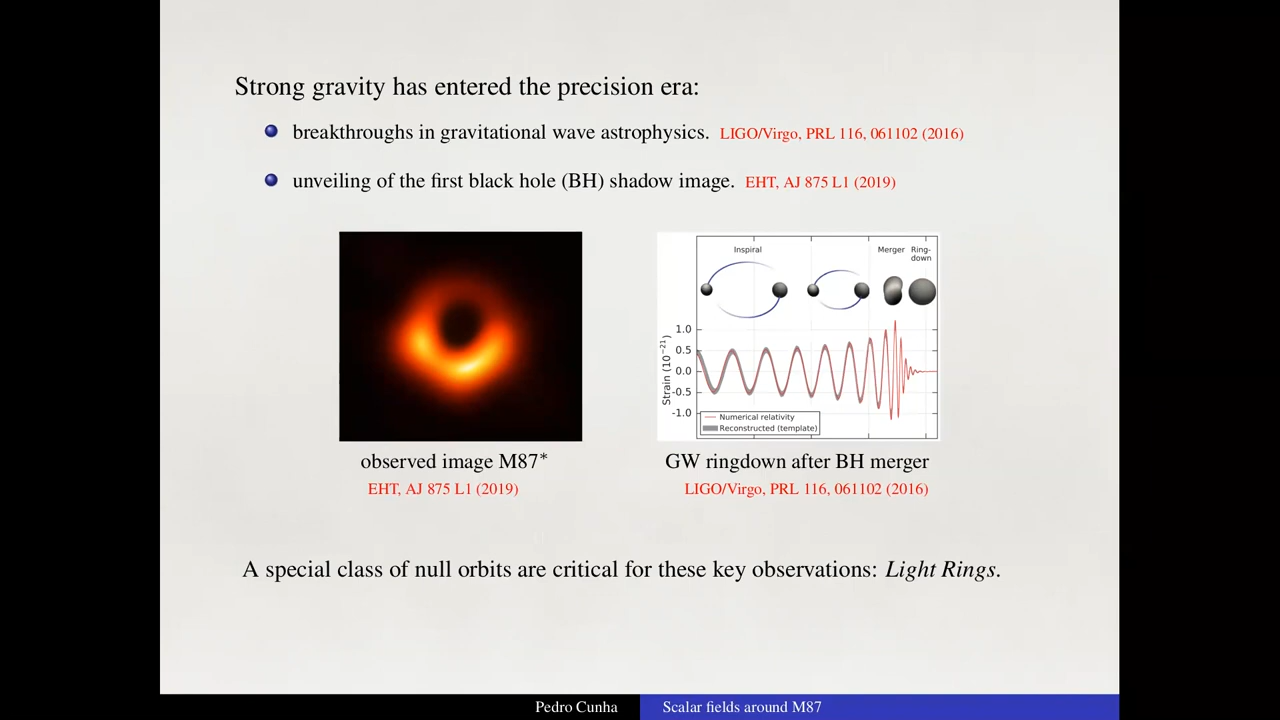 Strong gravity has entered the precision era:
breakthroughs in gravitational wave astrophysics. LIGO/Virgo, PRL 116, 061102 (2016)
unveiling of the first black hole (BH) shadow image. EHT, AJ 875 L1 (2019)
Inspiral
Merger Ring-
down
1.0
0.5
0.0
-0.5
-1.0
Strain (10⁻²¹)
Numerical relativity
Reconstructed (template)
observed image M87*
EHT, AJ 875 L1 (2019)
GW ringdown after BH merger
LIGO/Virgo, PRL 116, 061102 (2016)
A special class of null orbits are critical for these key observations: Light Rings.
Pedro Cunha
Scalar fields around M87